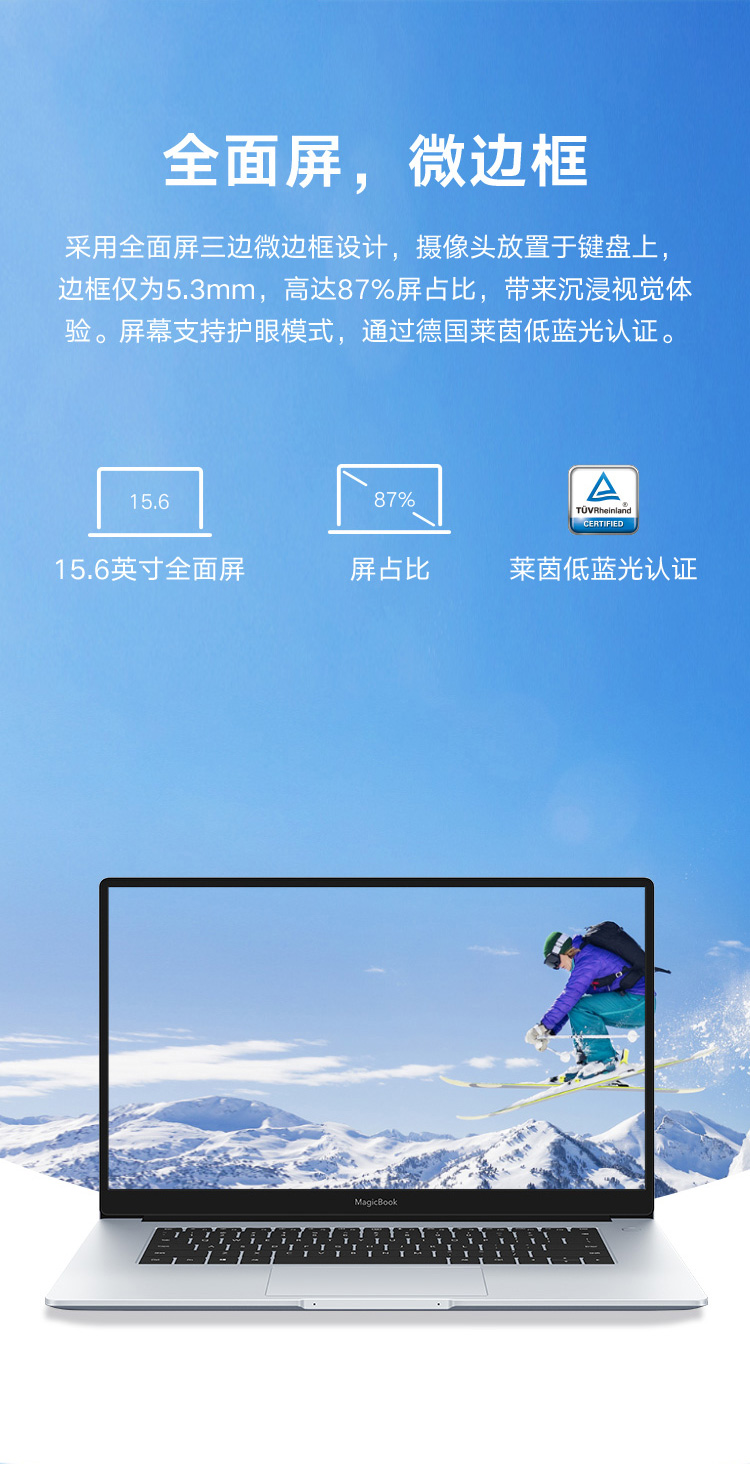 全面屏，微边框
采用全面屏三边微边框设计，摄像头放置于键盘上，
边框仅为5.3mm，高达87%屏占比，带来沉浸视觉体
验。屏幕支持护眼模式，通过德国莱茵低蓝光认证。
15.6
87%
TÜVRheinland®
CERTIFIED
15.6英寸全面屏
屏占比
莱茵低蓝光认证
MagicBook